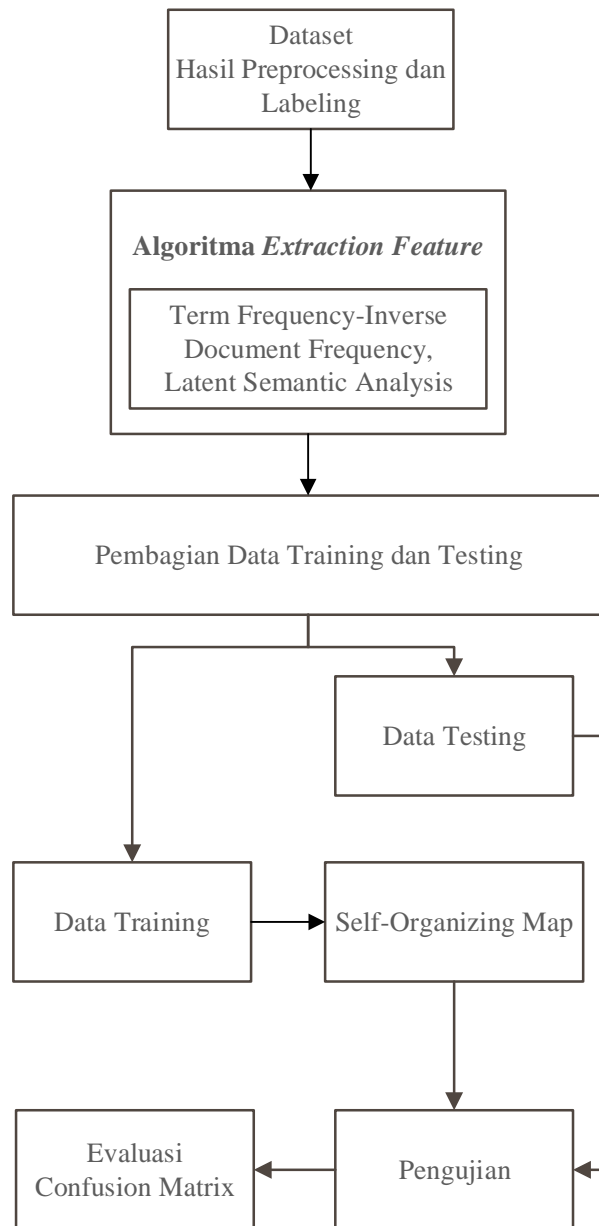 Dataset
Hasil Preprocessing dan
Labeling
Algoritma Extraction Feature
Term Frequency-Inverse
Document Frequency,
Latent Semantic Analysis
Pembagian Data Training dan Testing
Data Testing
Data Training
Self-Organizing Map
Evaluasi
Confusion Matrix
Pengujian